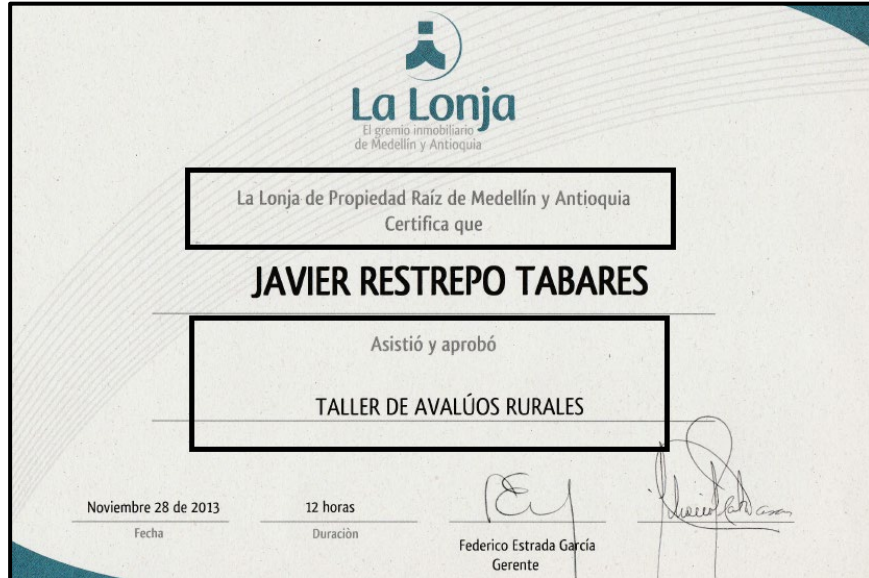 La Lonja
El gremio inmobiliario
de Medellín y Antioquia
La Lonja de Propiedad Raíz de Medellín y Antioquia
Certifica que
JAVIER RESTREPO TABARES
Asistió y aprobó
TALLER DE AVALÚOS RURALES
Noviembre 28 de 2013
Fecha
12 horas
Duración
Federico Estrada García
Gerente